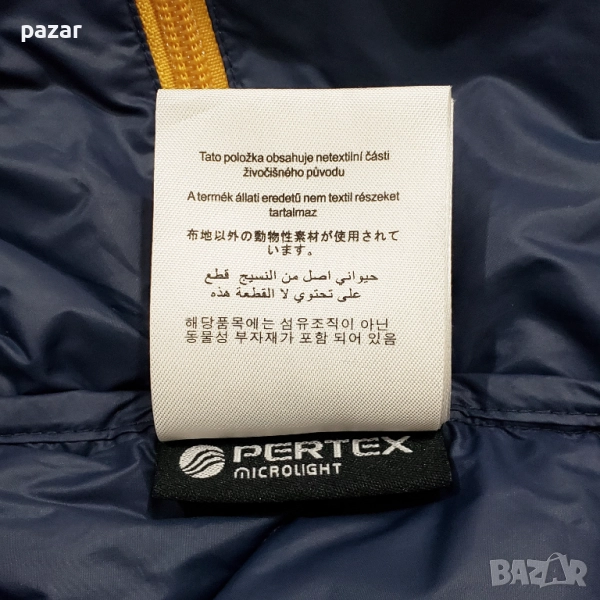 pazar
Tato položka obsahuje netextilní části
živočišného původu
A termék állati eredetű nem textil részeket
tartalmaz
布地以外の動物性素材が使用されて
います。
حيواني اصل من النسيج قطع
على تحتوي لا القطعة هذه
해당품목에는 섬유조직이 아닌
동물성 부자재가 포함 되어 있음
PERTEX
MICROLIGHT
BAZAR